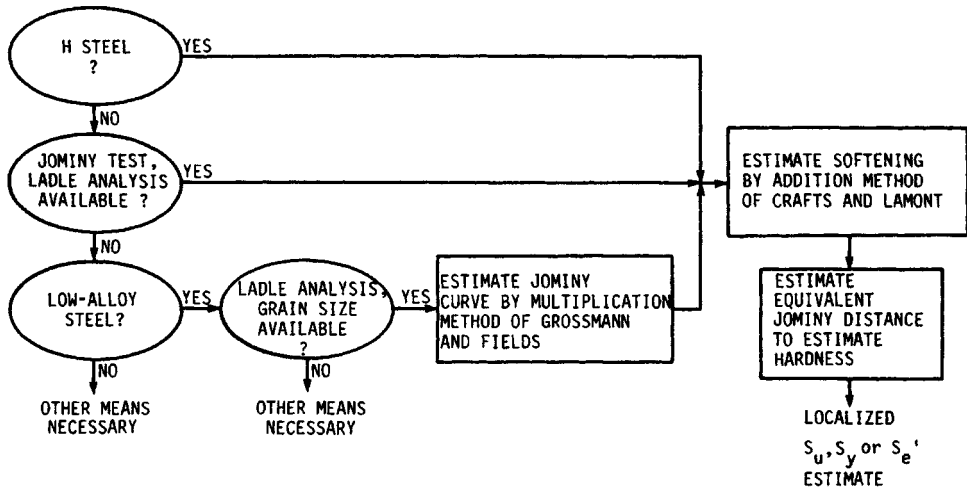 H STEEL
?
YES
NO
JOMINY TEST,
LADLE ANALYSIS
AVAILABLE ?
YES
NO
LOW-ALLOY
STEEL?
YES
NO
OTHER MEANS
NECESSARY
LADLE ANALYSIS,
GRAIN SIZE
AVAILABLE
?
YES
NO
OTHER MEANS
NECESSARY
ESTIMATE JOMINY
CURVE BY MULTIPLICATION
METHOD OF GROSSMANN
AND FIELDS
ESTIMATE SOFTENING
BY ADDITION METHOD
OF CRAFTS AND LAMONT
ESTIMATE
EQUIVALENT
JOMINY DISTANCE
TO ESTIMATE
HARDNESS
LOCALIZED
Su,Sy or Se'
ESTIMATE